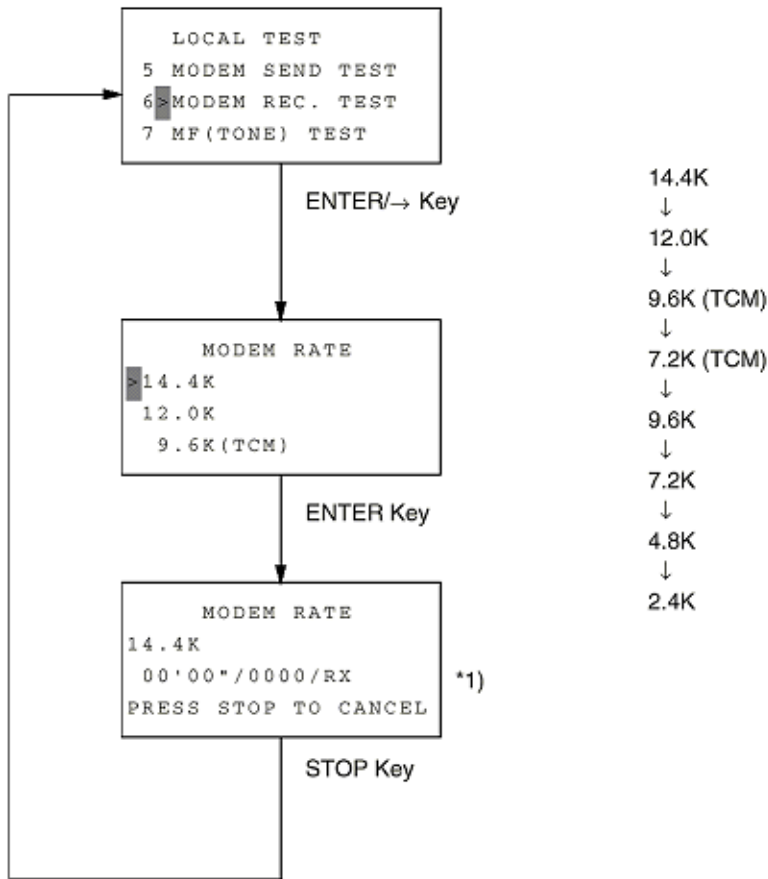 LOCAL TEST
5 MODEM SEND TEST
6>MODEM REC. TEST
7 MF(TONE) TEST
ENTER/→ Key
MODEM RATE
>14.4K
12.0K
9.6K(TCM)
ENTER Key
MODEM RATE
14.4K
00'00"/0000/RX
PRESS STOP TO CANCEL
*1)
STOP Key
14.4K
↓
12.0K
↓
9.6K (TCM)
↓
7.2K (TCM)
↓
9.6K
↓
7.2K
↓
4.8K
↓
2.4K